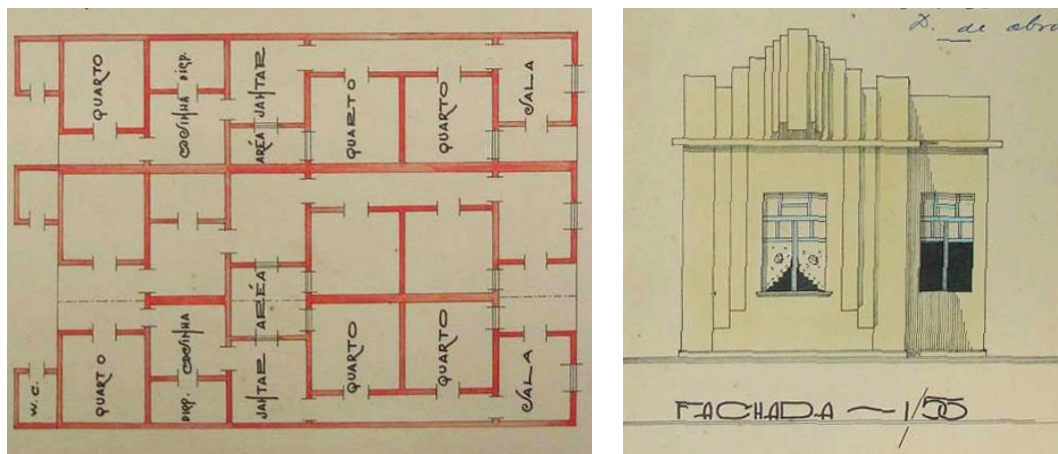 QUARTO
COSINHA
DISP.
JANTAR
ARÉA
QUARTO
QUARTO
SALA
ARÉA
W.C.
QUARTO
DISP.
COSINHA
JANTAR
QUARTO
QUARTO
SALA
D. de
FACHADA ~ 1/50